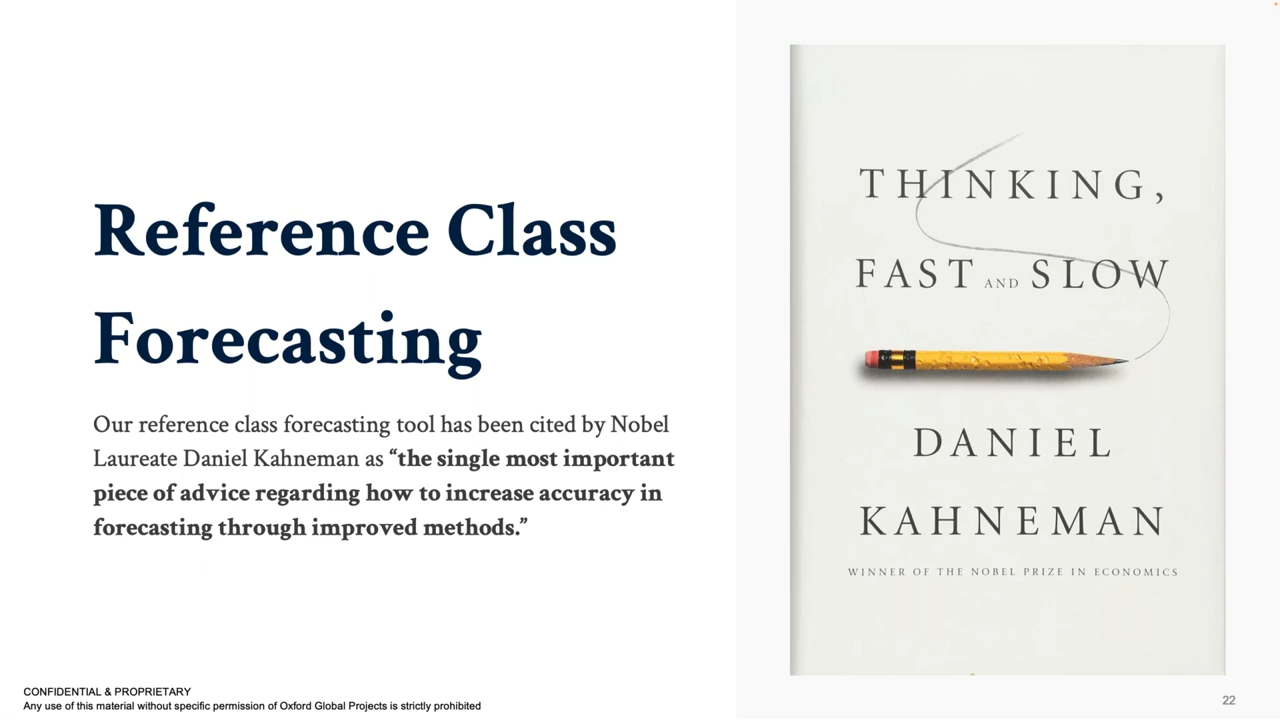 Reference Class
Forecasting
Our reference class forecasting tool has been cited by Nobel
Laureate Daniel Kahneman as “the single most important
piece of advice regarding how to increase accuracy in
forecasting through improved methods.”
THINKING,
FAST AND SLOW
DANIEL
KAHNEMAN
WINNER OF THE NOBEL PRIZE IN ECONOMICS
CONFIDENTIAL & PROPRIETARY
Any use of this material without specific permission of Oxford Global Projects is strictly prohibited
22